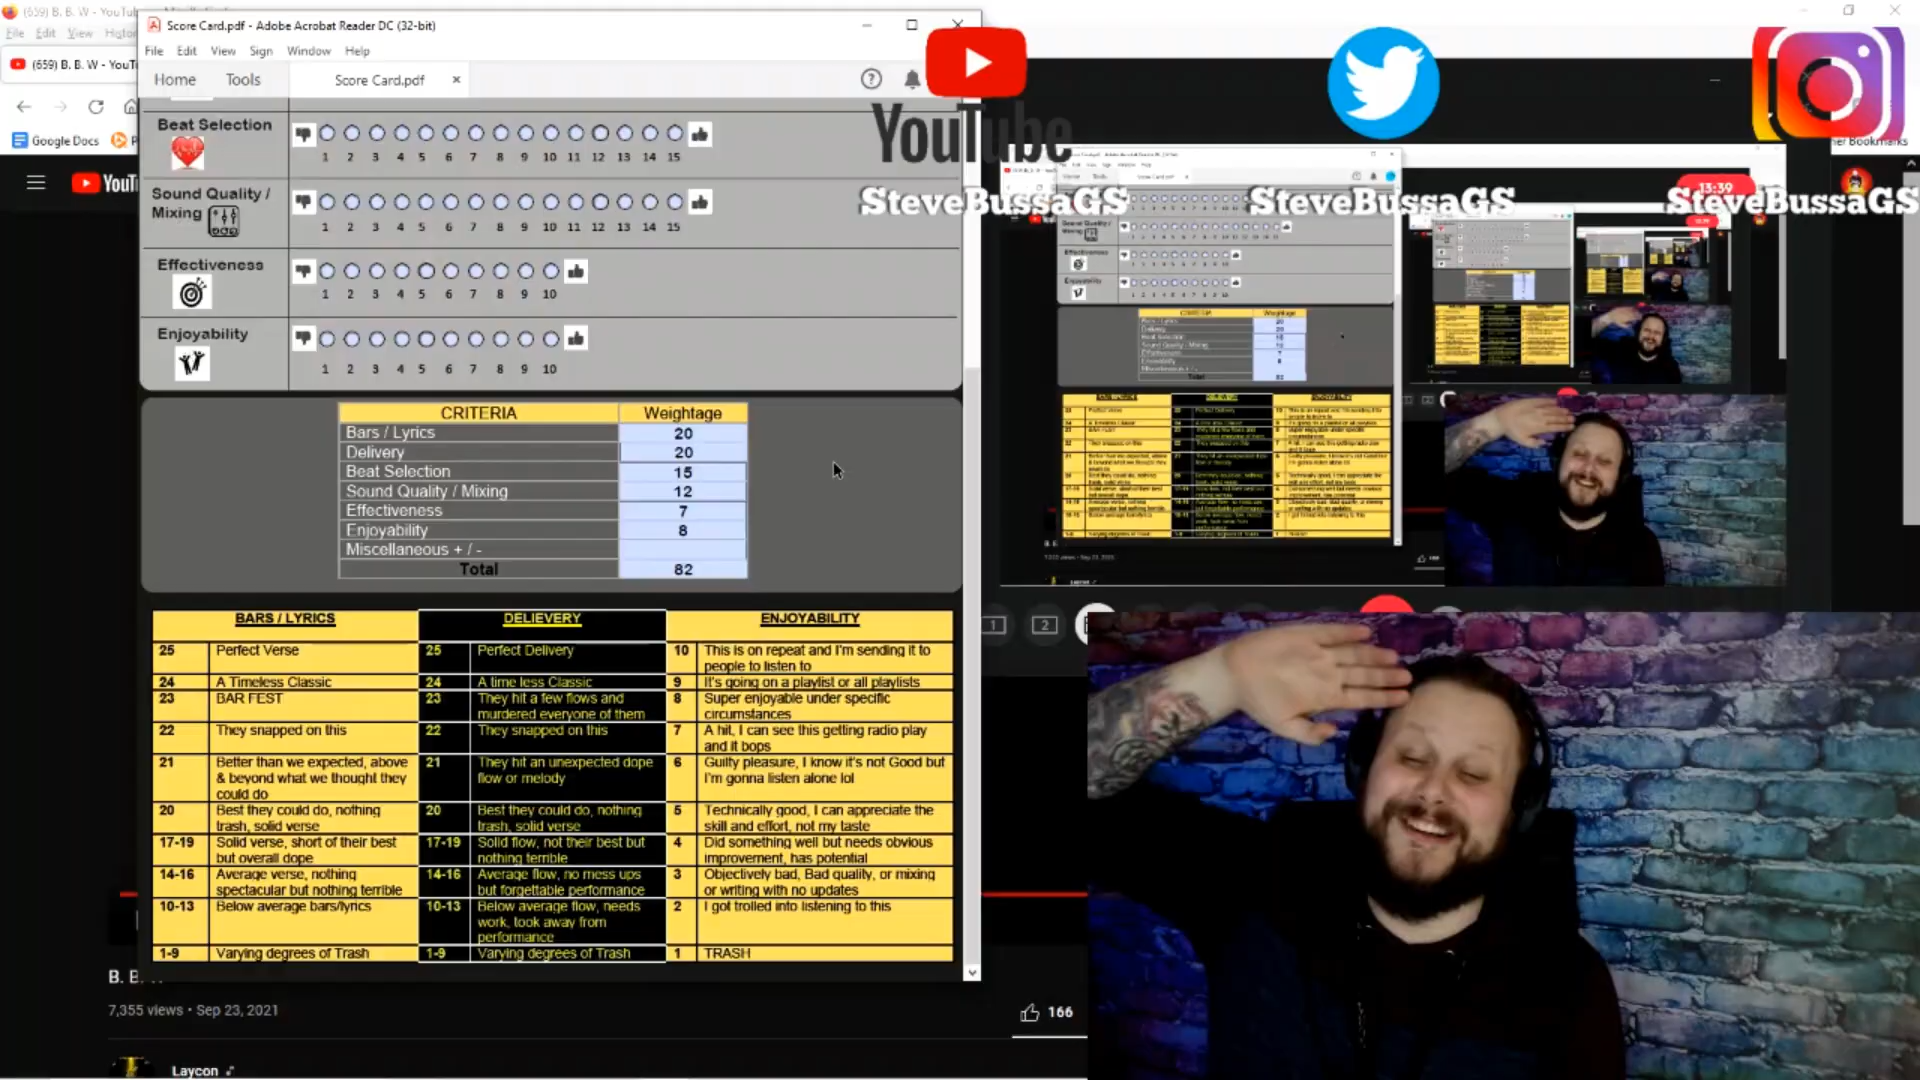 (659) B. B. W - YouTu
File Edit View Histor
Score Card.pdf - Adobe Acrobat Reader DC (32-bit)
File Edit View Sign Window Help
(659) B. B. W - YouT
Home Tools Score Card.pdf
Google Docs
YouTube
YouTube
SteveBussaGS
SteveBussaGS
SteveBussaGS
13:39
Beat Selection
1 2 3 4 5 6 7 8 9 10 11 12 13 14 15
Sound Quality /
Mixing
1 2 3 4 5 6 7 8 9 10 11 12 13 14 15
Effectiveness
1 2 3 4 5 6 7 8 9 10
Enjoyability
1 2 3 4 5 6 7 8 9 10
CRITERIA Weightage
Bars / Lyrics 20
Delivery 20
Beat Selection 15
Sound Quality / Mixing 12
Effectiveness 7
Enjoyability 8
Miscellaneous + / -
Total 82
BARS / LYRICS DELIEVERY ENJOYABILITY
25 Perfect Verse 25 Perfect Delivery 10 This is on repeat and I'm sending it to
people to listen to
24 A Timeless Classic 24 A time less Classic 9 It's going on a playlist or all playlists
23 BAR FEST 23 They hit a few flows and 8 Super enjoyable under specific
murdered everyone of them circumstances
22 They snapped on this 22 They snapped on this 7 A hit, I can see this getting radio play
and it bops
21 Better than we expected, above 21 They hit an unexpected dope 6 Guilty pleasure, I know it's not Good but
& beyond what we thought they flow or melody I'm gonna listen alone lol
could do
20 Best they could do, nothing 20 Best they could do, nothing 5 Technically good, I can appreciate the
trash, solid verse trash, solid verse skill and effort, not my taste
17-19 Solid verse, short of their best 17-19 Solid flow, not their best but 4 Did something well but needs obvious
but overall dope nothing terrible improvement, has potential
14-16 Average verse, nothing 14-16 Average flow, no mess ups 3 Objectively bad, Bad quality, or mixing
spectacular but nothing terrible but forgettable performance or writing with no updates
10-13 Below average bars/lyrics 10-13 Below average flow, needs 2 I got trolled into listening to this
work, took away from
performance
1-9 Varying degrees of Trash 1-9 Varying degrees of Trash 1 TRASH
7,355 views • Sep 23, 2021
166
Laycon